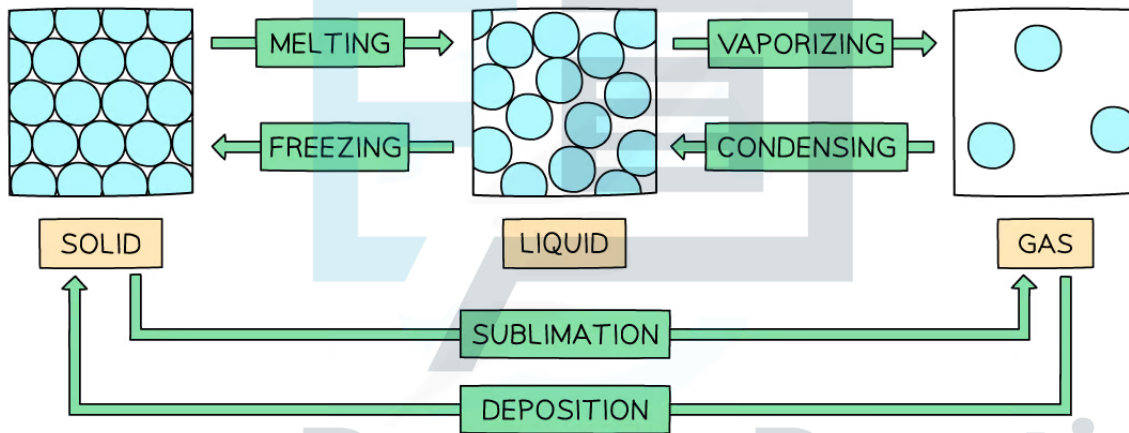 MELTING
VAPORIZING
FREEZING
CONDENSING
SOLID
LIQUID
GAS
SUBLIMATION
DEPOSITION